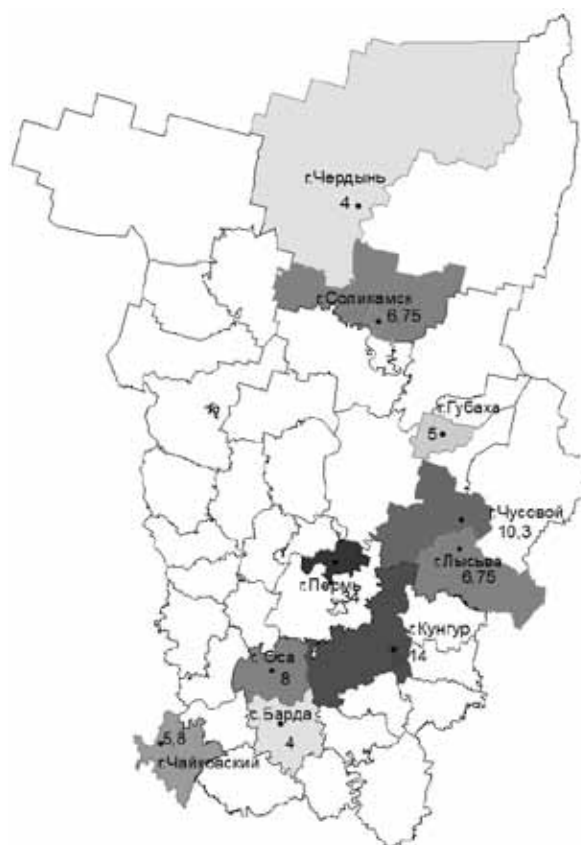 г.Чердынь
4
г.Соликамск
6,75
г.Губаха
5
г.Чусовой
10,3
г.Лысьва
6,75
г.Пермь
34
г.Кунгур
14
г. Оса
8
с.Барда
4
5,8
г.Чайковский